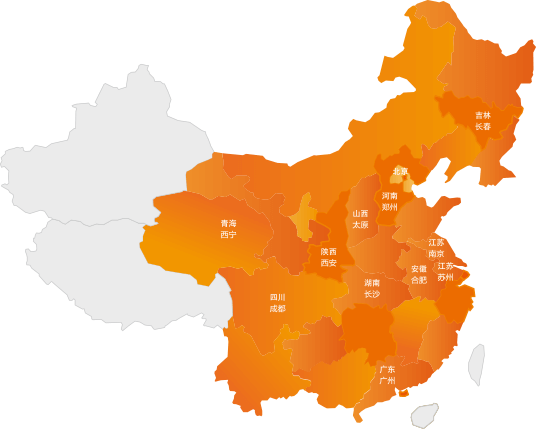 吉林
长春
北京
河南
郑州
山西
太原
青海
西宁
江苏
南京
陕西
西安
安徽
合肥
江苏
苏州
湖南
长沙
四川
成都
广东
广州